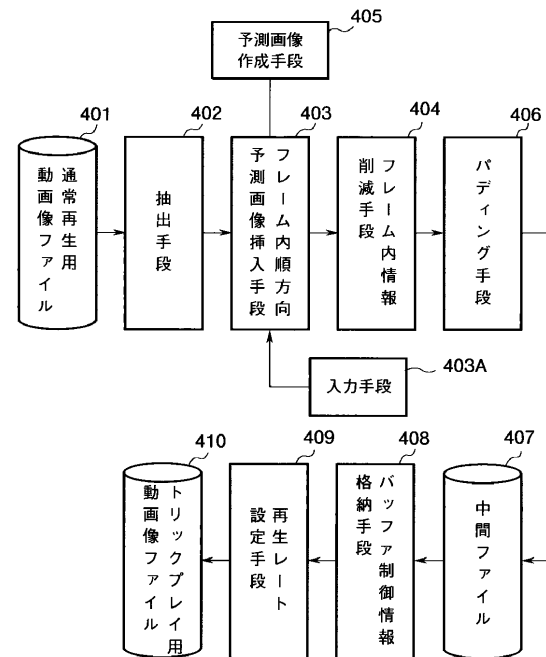 405
予測画像
作成手段
401
通常再生用
動画像ファイル
402
抽出手段
403
フレーム内順方向
予測画像挿入手段
404
フレーム内情報
削減手段
406
パディング手段
入力手段
403A
410
トリックプレイ用
動画像ファイル
409
再生レート
設定手段
408
バッファ制御情報
格納手段
407
中間ファイル